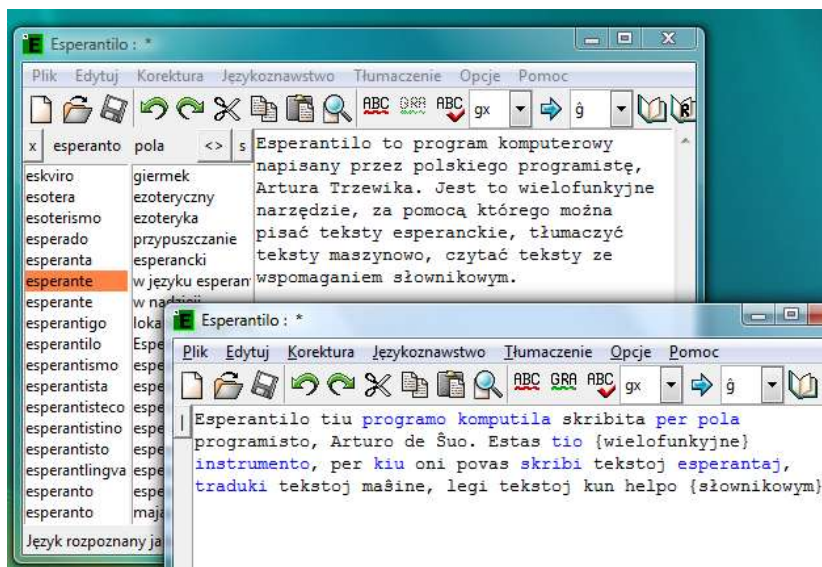 Esperantilo : *
Plik Edytuj Korektura Językoznawstwo Tłumaczenie Opcje Pomoc
ABC GRA ABC gx ĝ R
x esperanto pola <> s
eskviro giermek
esotera ezoteryczny
esoterismo ezoteryka
esperado przypuszczanie
esperanta esperancki
esperante w języku esperan
esperante w nadziei
esperantigo loka
esperantilo Espe
esperantismo espe
esperantista espe
esperantisteco espe
esperantistino espe
esperantisto espe
esperantlingva espe
esperanto espe
esperanto maja
Język rozpoznany ja
Esperantilo to program komputerowy
napisany przez polskiego programistę,
Artura Trzewika. Jest to wielofunkyjne
narzędzie, za pomocą którego można
pisać teksty esperanckie, tłumaczyć
teksty maszynowo, czytać teksty ze
wspomaganiem słownikowym.
Esperantilo : *
Plik Edytuj Korektura Językoznawstwo Tłumaczenie Opcje Pomoc
ABC GRA ABC gx ĝ
Esperantilo tiu programo komputila skribita per pola
programisto, Arturo de Ŝuo. Estas tio {wielofunkyjne}
instrumento, per kiu oni povas skribi tekstoj esperantaj,
traduki tekstoj maŝine, legi tekstoj kun helpo {słownikowym}